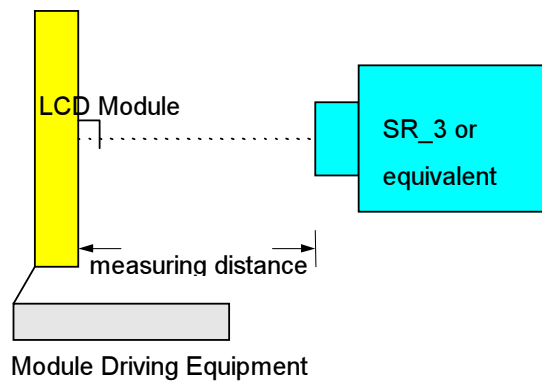 LCD Module
SR_3 or
equivalent
measuring distance
Module Driving Equipment